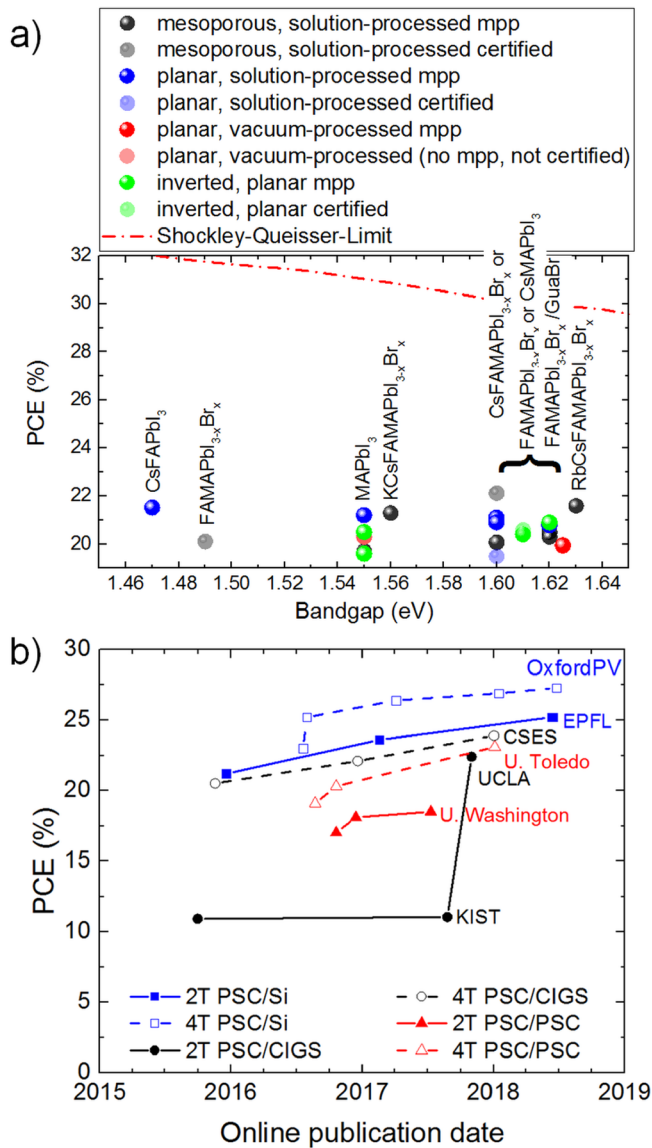 a)
mesoporous, solution-processed mpp
mesoporous, solution-processed certified
planar, solution-processed mpp
planar, solution-processed certified
planar, vacuum-processed mpp
planar, vacuum-processed (no mpp, not certified)
inverted, planar mpp
inverted, planar certified
Shockley-Queisser-Limit
32
30
28
26
24
22
20
PCE (%)
CsFAPbI3
FAMAPbI3-xBrx
MAPbI3
KCsFAMAPbI3-xBrx
CsFAMAPbI3-xBrx or
FAMAPbI3-xBrx or CsMAPbI3
FAMAPbI3-xBrx/GuaBr
RbCsFAMAPbI3-xBrx
1.46 1.48 1.50 1.52 1.54 1.56 1.58 1.60 1.62 1.64
Bandgap (eV)
b)
30
25
20
15
10
5
0
PCE (%)
OxfordPV
EPFL
CSES
U. Toledo
UCLA
U. Washington
KIST
2T PSC/Si
4T PSC/Si
2T PSC/CIGS
4T PSC/CIGS
2T PSC/PSC
4T PSC/PSC
2015 2016 2017 2018 2019
Online publication date